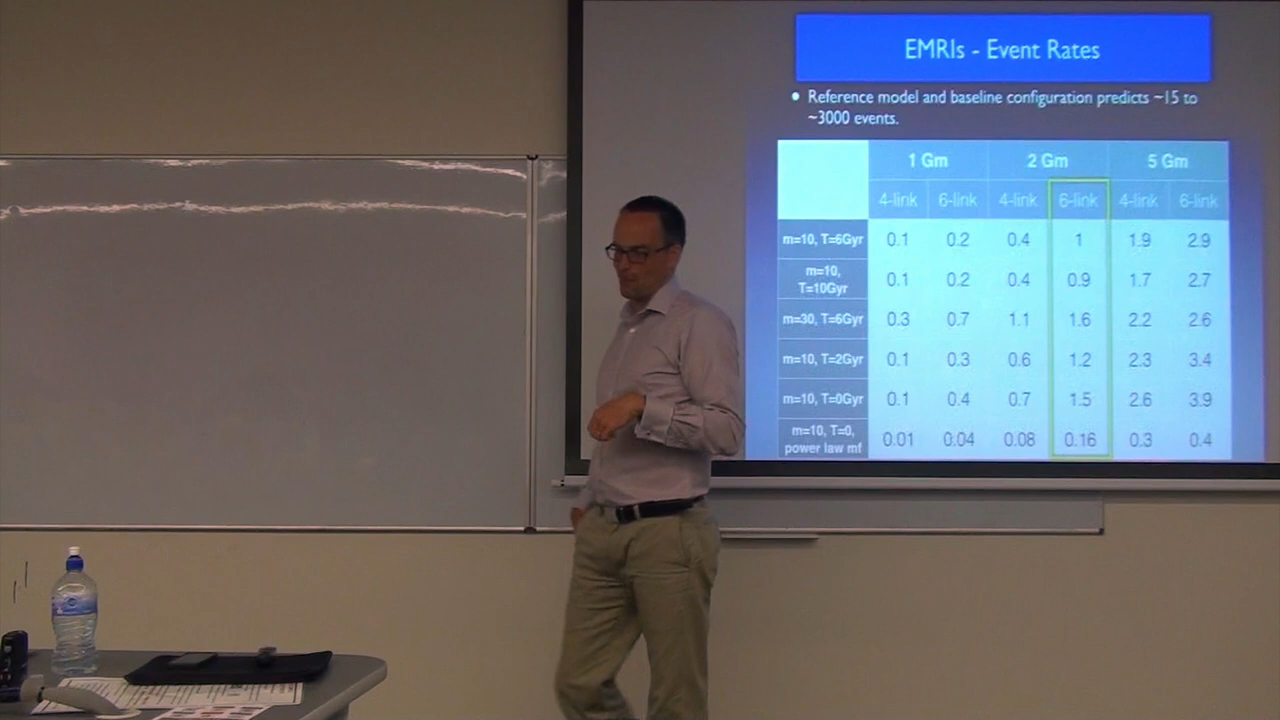 EMRIs - Event Rates
• Reference model and baseline configuration predicts ~15 to
~3000 events.
1 Gm 2 Gm 5 Gm
4-link 6-link 4-link 6-link 4-link 6-link
m=10, T=6Gyr 0.1 0.2 0.4 1 1.9 2.9
m=10,
T=10Gyr 0.1 0.2 0.4 0.9 1.7 2.7
m=30, T=6Gyr 0.3 0.7 1.1 1.6 2.2 2.6
m=10, T=2Gyr 0.1 0.3 0.6 1.2 2.3 3.4
m=10, T=0Gyr 0.1 0.4 0.7 1.5 2.6 3.9
m=10, T=0,
power law mf 0.01 0.04 0.08 0.16 0.3 0.4